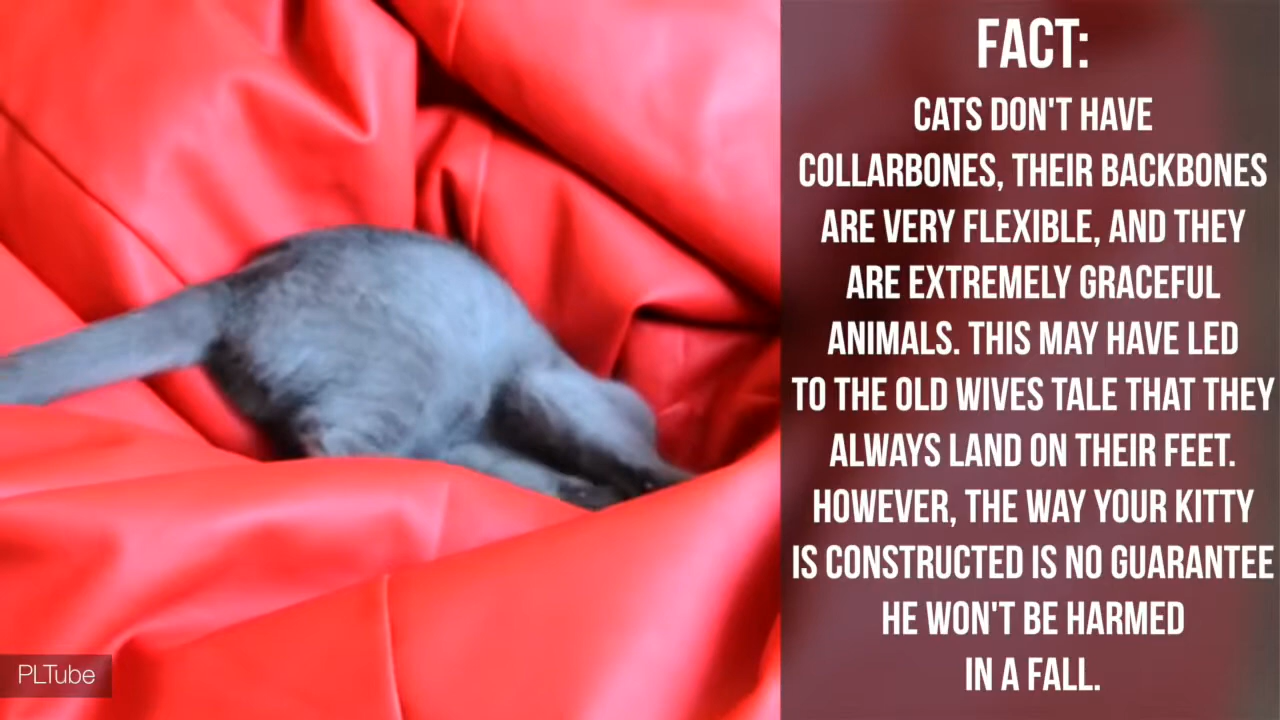 FACT:
CATS DON'T HAVE
COLLARBONES, THEIR BACKBONES
ARE VERY FLEXIBLE, AND THEY
ARE EXTREMELY GRACEFUL
ANIMALS. THIS MAY HAVE LED
TO THE OLD WIVES TALE THAT THEY
ALWAYS LAND ON THEIR FEET.
HOWEVER, THE WAY YOUR KITTY
IS CONSTRUCTED IS NO GUARANTEE
HE WON'T BE HARMED
IN A FALL.
PLTube